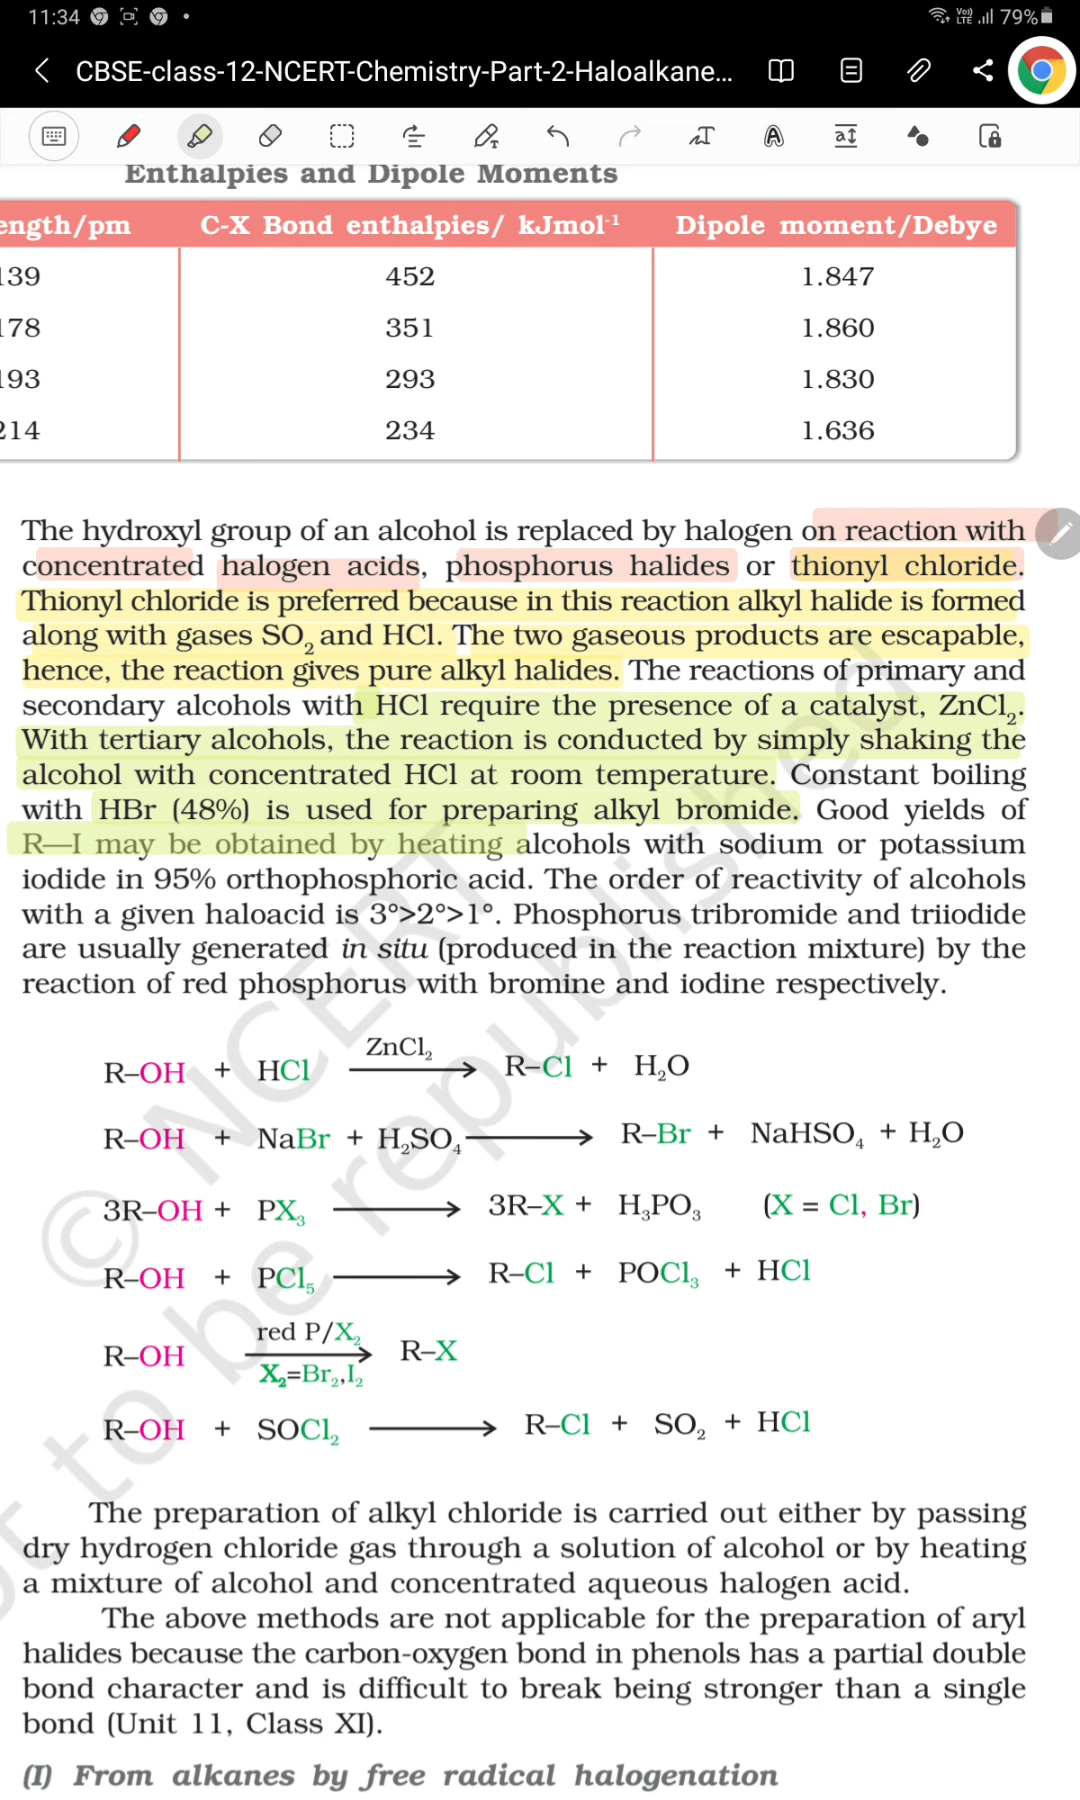 11:34
Vo)) LTE 79%
CBSE-class-12-NCERT-Chemistry-Part-2-Haloalkane...
Enthalpies and Dipole Moments
ength/pm C-X Bond enthalpies/ kJmol⁻¹ Dipole moment/Debye
139 452 1.847
178 351 1.860
193 293 1.830
214 234 1.636
The hydroxyl group of an alcohol is replaced by halogen on reaction with
concentrated halogen acids, phosphorus halides or thionyl chloride.
Thionyl chloride is preferred because in this reaction alkyl halide is formed
along with gases SO₂ and HCl. The two gaseous products are escapable,
hence, the reaction gives pure alkyl halides. The reactions of primary and
secondary alcohols with HCl require the presence of a catalyst, ZnCl₂.
With tertiary alcohols, the reaction is conducted by simply shaking the
alcohol with concentrated HCl at room temperature. Constant boiling
with HBr (48%) is used for preparing alkyl bromide. Good yields of
R—I may be obtained by heating alcohols with sodium or potassium
iodide in 95% orthophosphoric acid. The order of reactivity of alcohols
with a given haloacid is 3°>2°>1°. Phosphorus tribromide and triiodide
are usually generated in situ (produced in the reaction mixture) by the
reaction of red phosphorus with bromine and iodine respectively.
R–OH + HCl ZnCl₂ → R–Cl + H₂O
R–OH + NaBr + H₂SO₄ → R–Br + NaHSO₄ + H₂O
3R–OH + PX₃ → 3R–X + H₃PO₃ (X = Cl, Br)
R–OH + PCl₅ → R–Cl + POCl₃ + HCl
R–OH red P/X₂ → X₂=Br₂,I₂ R–X
R–OH + SOCl₂ → R–Cl + SO₂ + HCl
The preparation of alkyl chloride is carried out either by passing
dry hydrogen chloride gas through a solution of alcohol or by heating
a mixture of alcohol and concentrated aqueous halogen acid.
The above methods are not applicable for the preparation of aryl
halides because the carbon-oxygen bond in phenols has a partial double
bond character and is difficult to break being stronger than a single
bond (Unit 11, Class XI).
(I) From alkanes by free radical halogenation
© NCERT
not to be republished